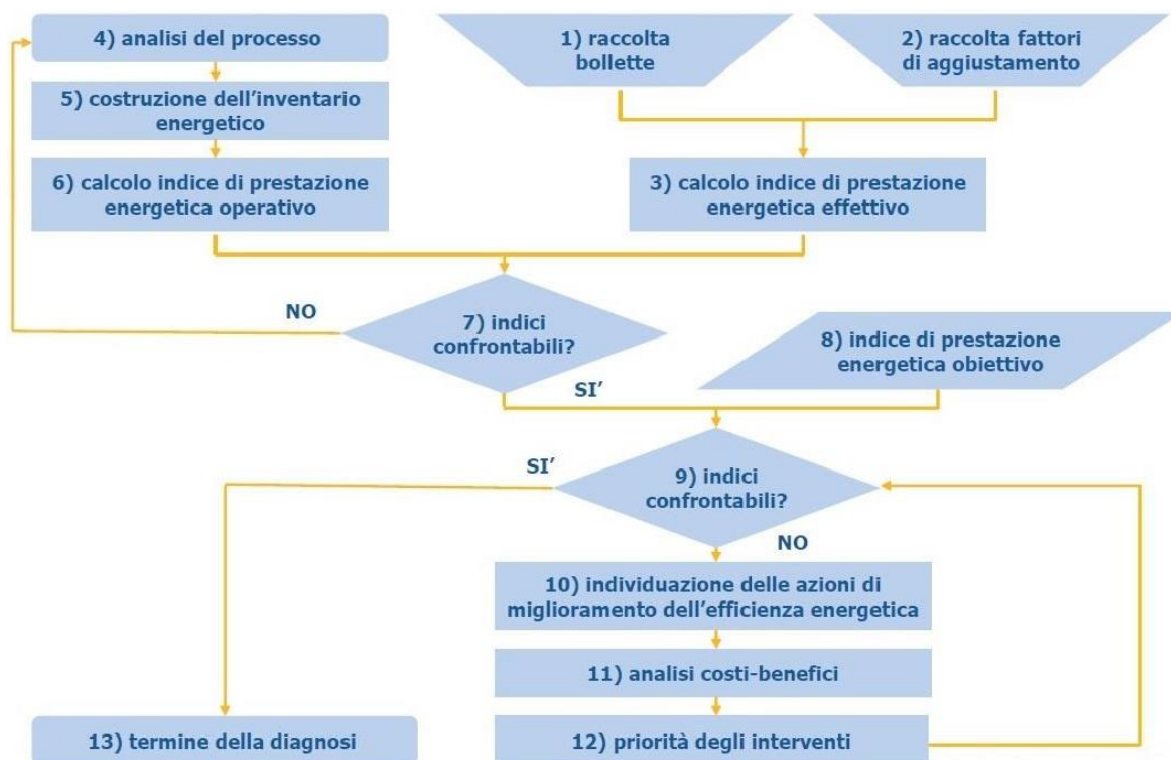 4) analisi del processo
1) raccolta
bollette
2) raccolta fattori
di aggiustamento
5) costruzione dell'inventario
energetico
6) calcolo indice di prestazione
energetica operativo
3) calcolo indice di prestazione
energetica effettivo
NO
7) indici
confrontabili?
8) indice di prestazione
energetica obiettivo
SI'
SI'
9) indici
confrontabili?
NO
10) individuazione delle azioni di
miglioramento dell'efficienza energetica
11) analisi costi-benefici
13) termine della diagnosi
12) priorità degli interventi